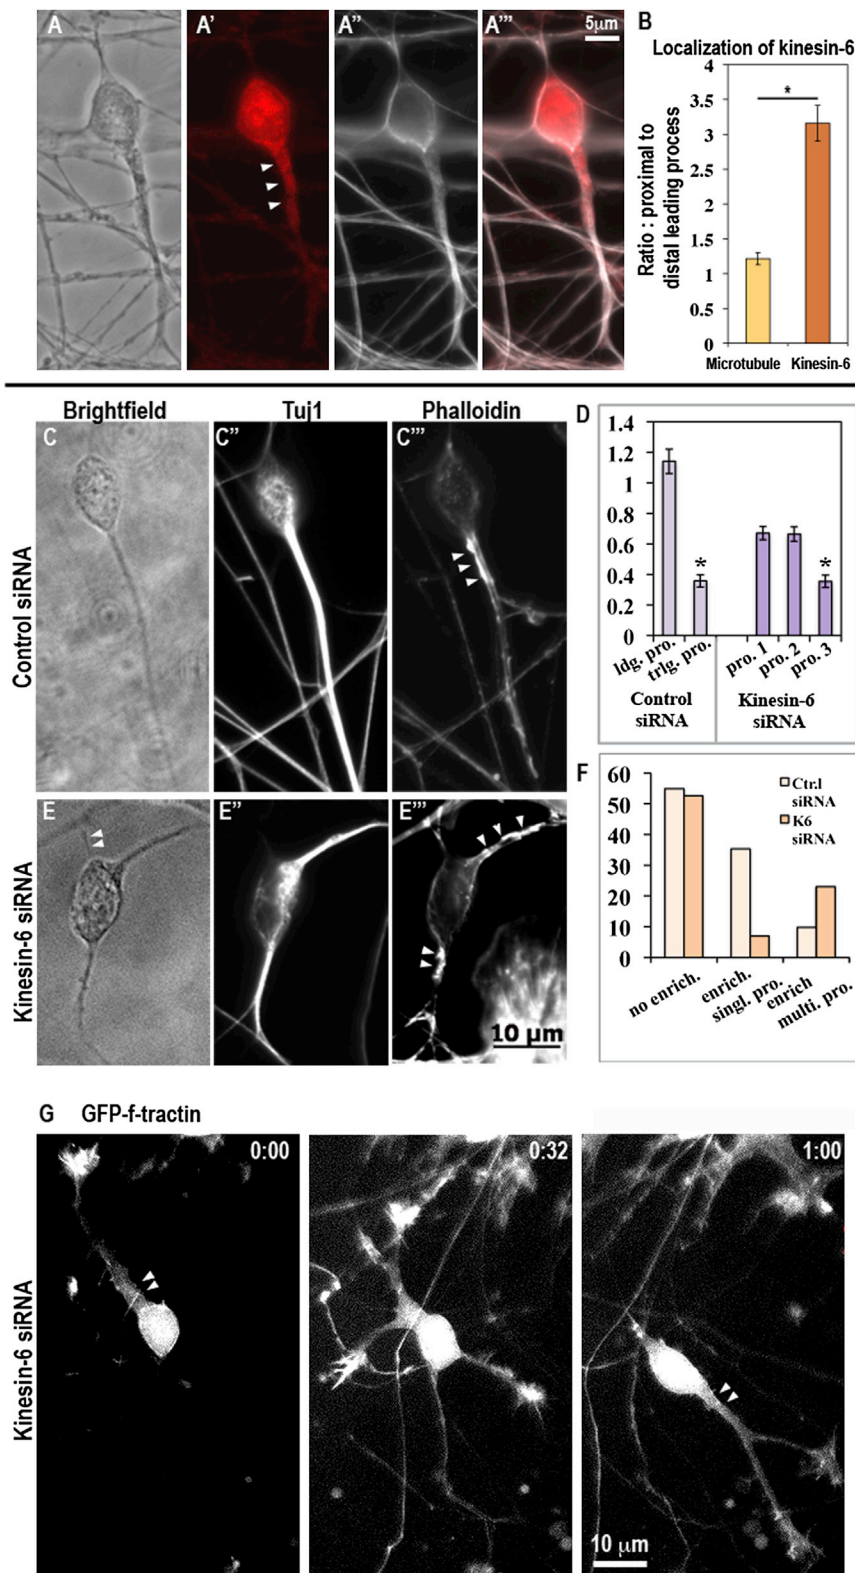 A
A'
A''
A'''
5µm
B
Localization of kinesin-6
Ratio : proximal to
distal leading process
4
3.5
3
2.5
2
1.5
1
0.5
0
*
Microtubule
Kinesin-6
Brightfield
Tuj1
Phalloidin
Control siRNA
C
C''
C'''
D
1.4
1.2
1
0.8
0.6
0.4
0.2
0
*
*
ldg. pro.
trlg. pro.
pro. 1
pro. 2
pro. 3
Control
siRNA
Kinesin-6
siRNA
Kinesin-6 siRNA
E
E''
E'''
10 µm
F
60
50
40
30
20
10
0
Ctr.l
siRNA
K6
siRNA
no enrich.
enrich.
singl. pro.
enrich
multi. pro.
G GFP-f-tractin
Kinesin-6 siRNA
0:00
0:32
1:00
10 µm